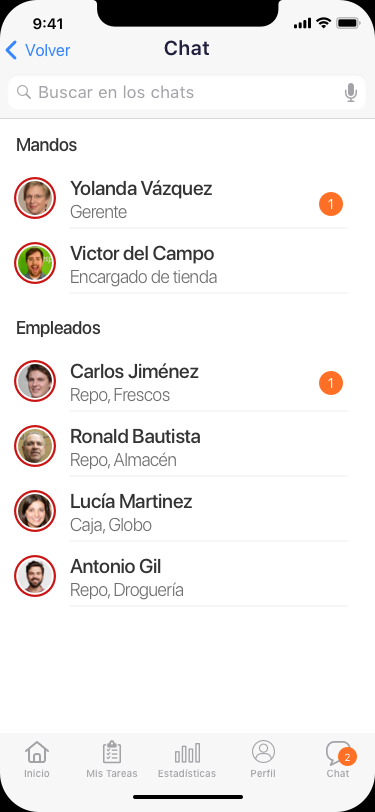 9:41
Volver
Chat
Buscar en los chats
Mandos
Yolanda Vázquez
1
Gerente
Victor del Campo
Encargado de tienda
Empleados
Carlos Jiménez
1
Repo, Frescos
Ronald Bautista
Repo, Almacén
Lucía Martinez
Caja, Globo
Antonio Gil
Repo, Droguería
2
Inicio Mis Tareas Estadísticas Perfil Chat